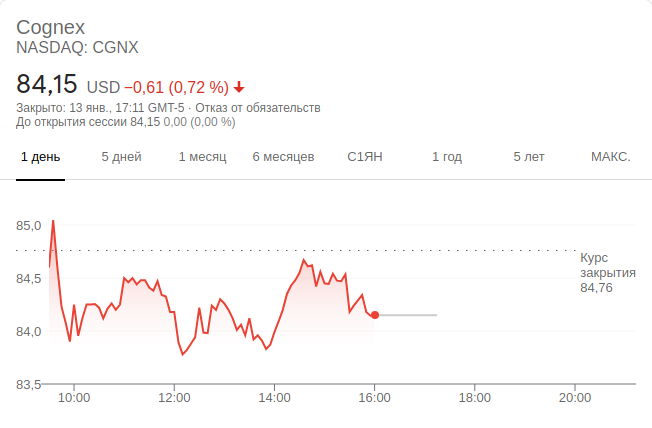 Cognex
NASDAQ: CGNX
84,15 USD −0,61 (0,72 %)
Закрыто: 13 янв., 17:11 GMT-5 · Отказ от обязательств
До открытия сессии 84,15 0,00 (0,00 %)
1 день 5 дней 1 месяц 6 месяцев С1ЯН 1 год 5 лет МАКС.
85,0
Курс
закрытия
84,5
84,76
84,0
83,5
10:00 12:00 14:00 16:00 18:00 20:00